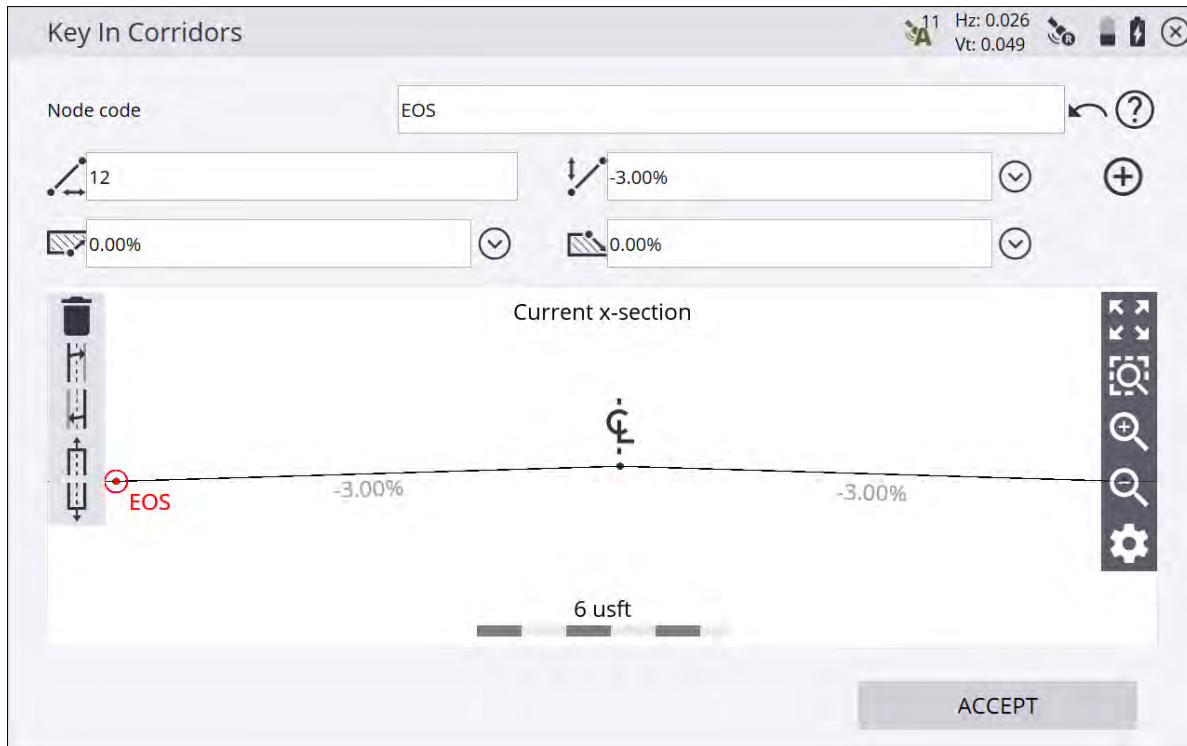 Key In Corridors
11
A
Hz: 0.026
Vt: 0.049
R
Node code
EOS
?
12
-3.00%
0.00%
0.00%
Current x-section
CL
-3.00%
-3.00%
EOS
6 usft
ACCEPT